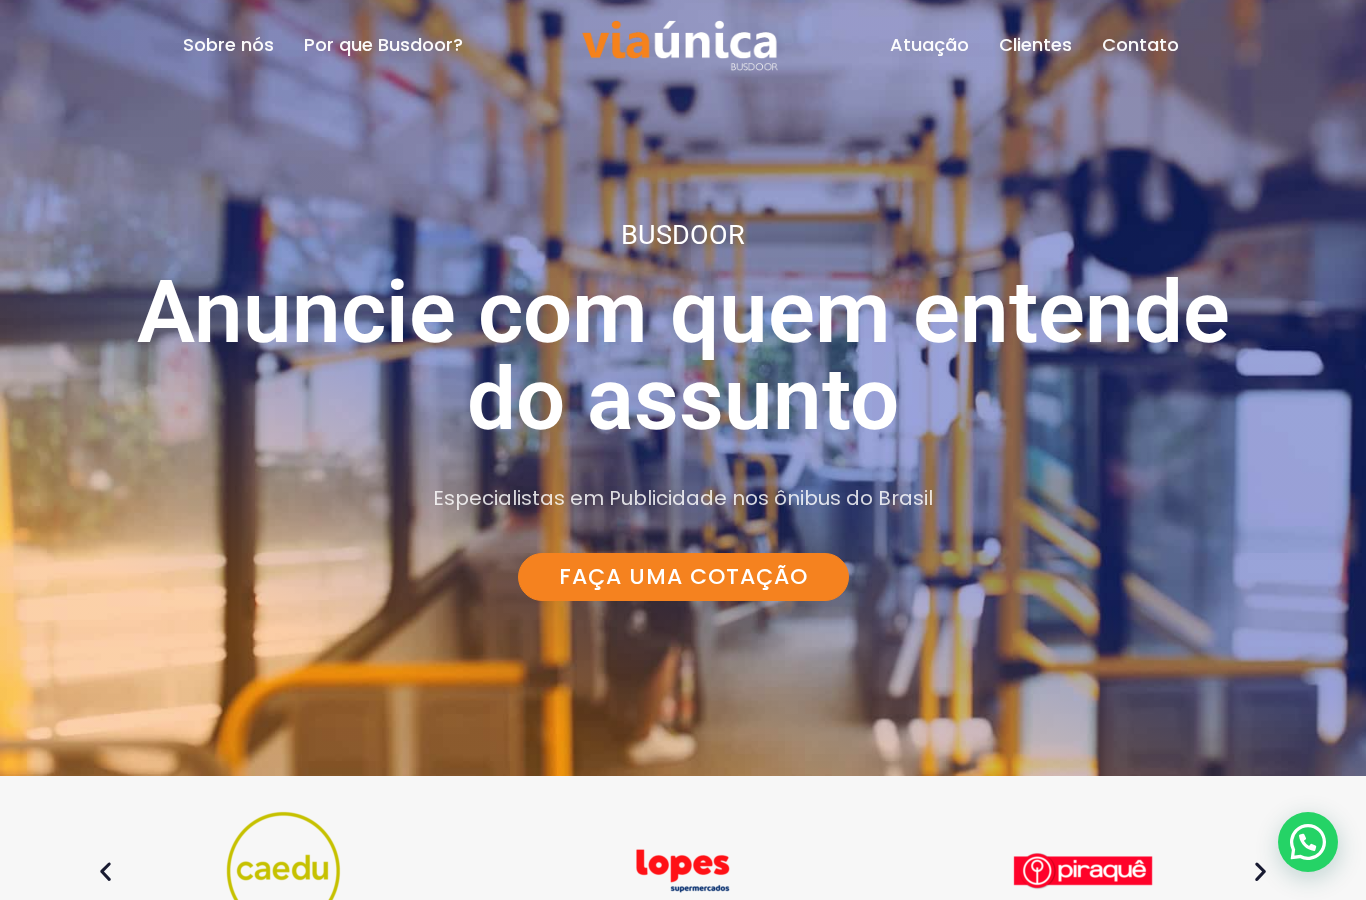 Sobre nós
Por que Busdoor?
viaúnica
BUSDOOR
Atuação
Clientes
Contato
BUSDOOR
Anuncie com quem entende
do assunto
Especialistas em Publicidade nos ônibus do Brasil
FAÇA UMA COTAÇÃO
caedu
lopes
supermercados
piraquê